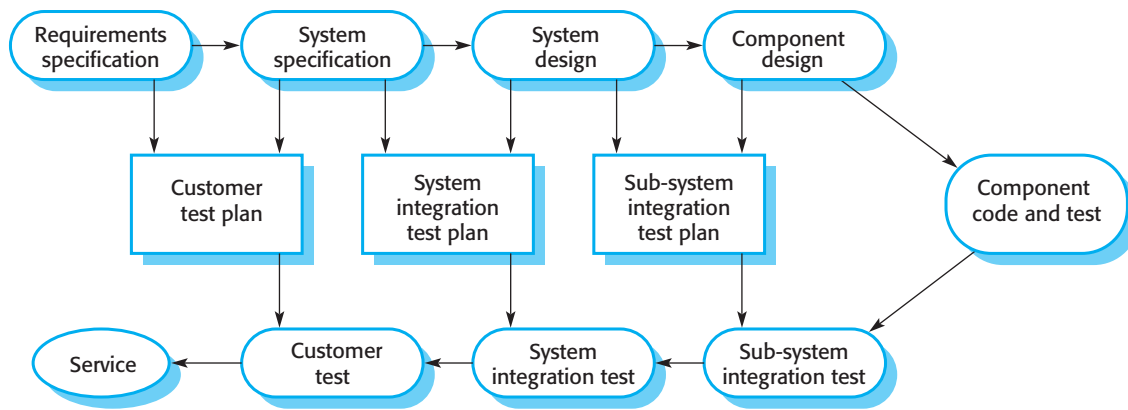 Requirements
specification
System
specification
System
design
Component
design
Customer
test plan
System
integration
test plan
Sub-system
integration
test plan
Component
code and test
Service
Customer
test
System
integration test
Sub-system
integration test